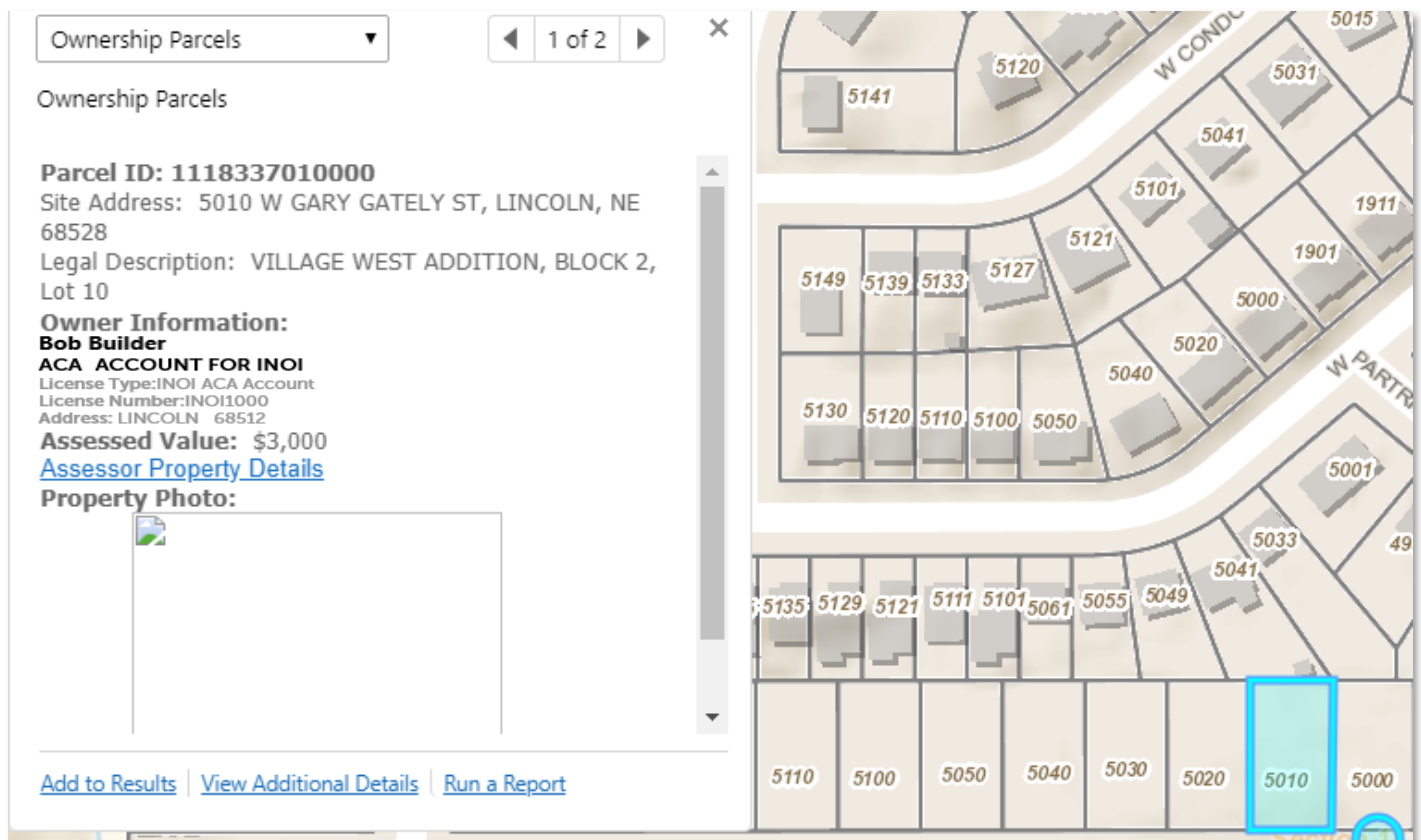 Ownership Parcels
1 of 2
Ownership Parcels
Parcel ID: 1118337010000
Site Address: 5010 W GARY GATELY ST, LINCOLN, NE
68528
Legal Description: VILLAGE WEST ADDITION, BLOCK 2,
Lot 10
Owner Information:
Bob Builder
ACA ACCOUNT FOR INOI
License Type:INOI ACA Account
License Number:INOI1000
Address: LINCOLN 68512
Assessed Value: $3,000
Assessor Property Details
Property Photo:
Add to Results
View Additional Details
Run a Report
5015
W CONDO
5120
5031
5141
5041
5101
1911
5121
1901
5149
5139
5133
5127
5000
5020
W PARTR
5040
5130
5120
5110
5100
5050
5001
5033
49
5041
5135
5129
5121
5111
5101
5061
5055
5049
5110
5100
5050
5040
5030
5020
5010
5000